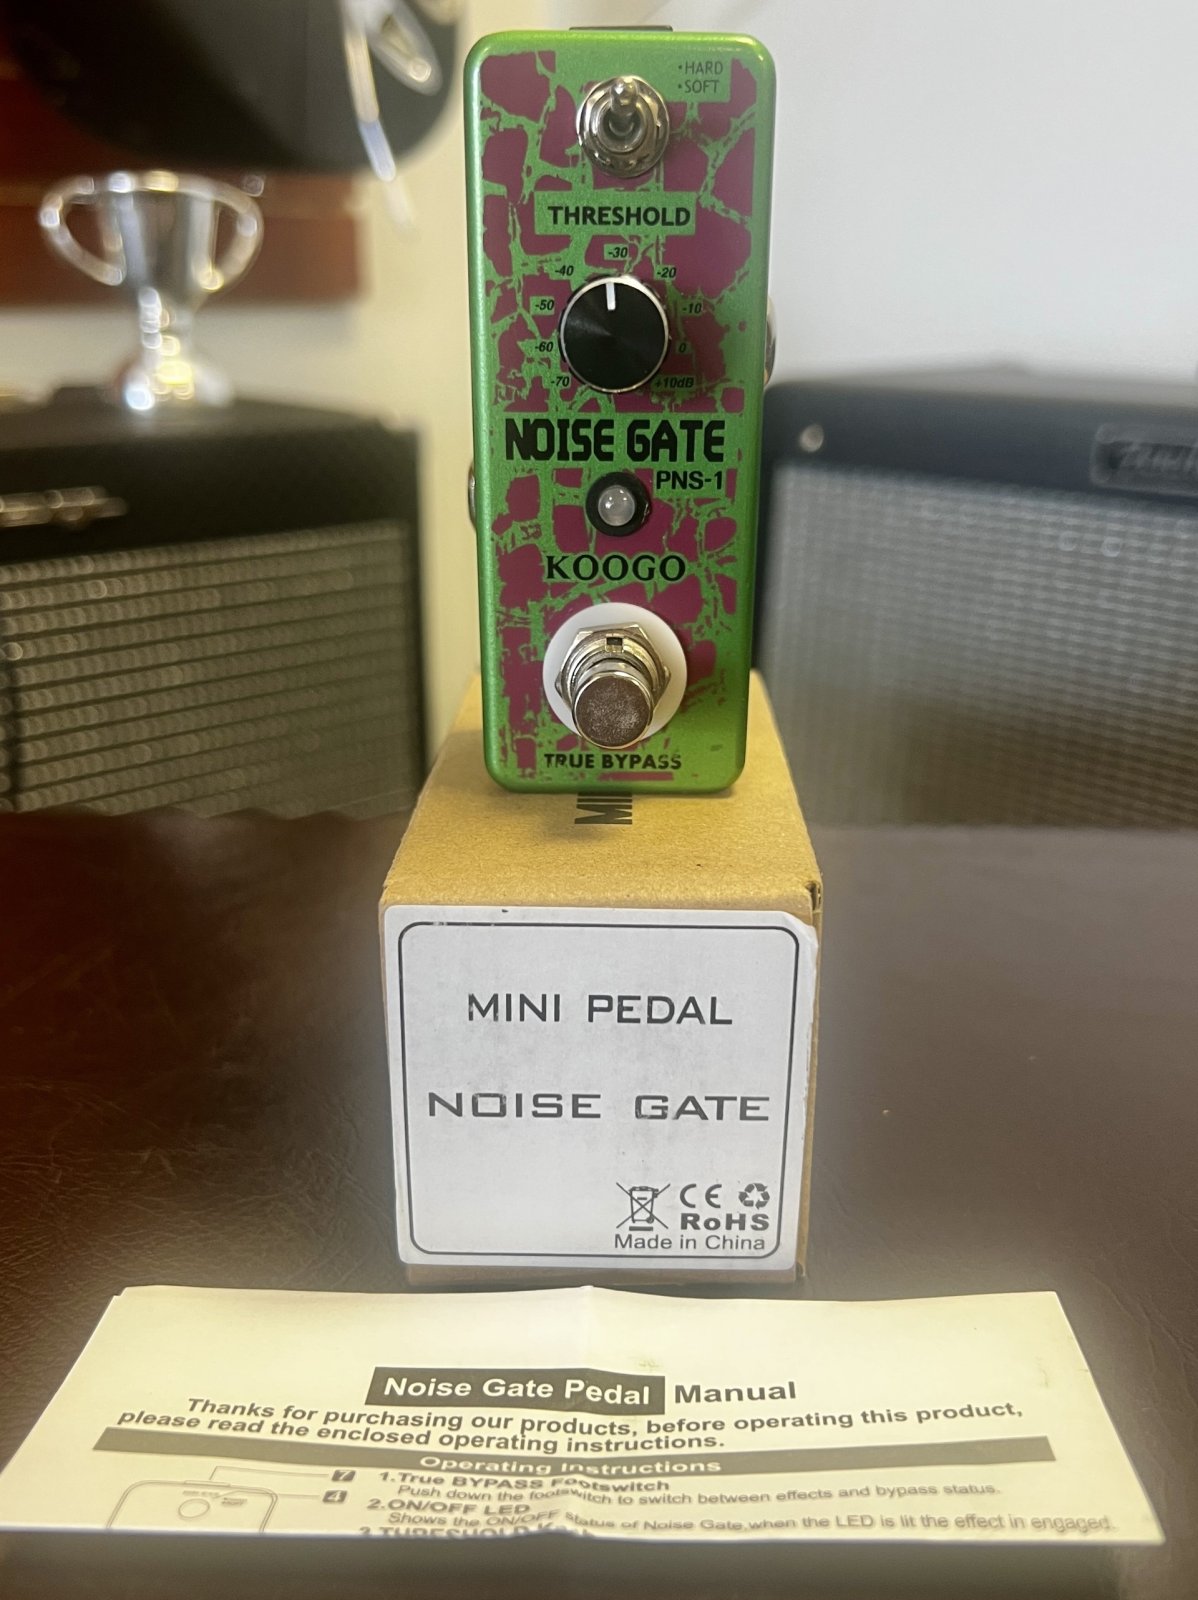 •HARD
•SOFT
THRESHOLD
-30
-40
-20
-50
-10
-60
0
-70
+10dB
NOISE GATE
PNS-1
KOOGO
TRUE BYPASS
MINI PEDAL
NOISE GATE
CE
RoHS
Made in China
Noise Gate Pedal Manual
Thanks for purchasing our products, before operating this product,
please read the enclosed operating instructions.
Operating Instructions
7
1.True BYPASS Footswitch
Push down the footswitch to switch between effects and bypass status.
4
2.ON/OFF LED
Shows the ON/OFF status of Noise Gate,when the LED is lit the effect in engaged.
3.THRESHOLD